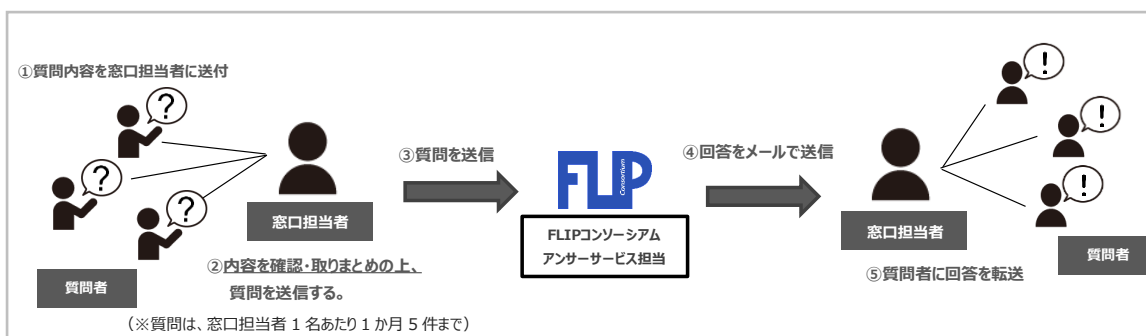 ①質問内容を窓口担当者に送付
?
?
?
窓口担当者
質問者
②内容を確認・取りまとめの上、
質問を送信する。
(※質問は、窓口担当者 1 名あたり 1 か月 5 件まで)
③質問を送信
FLIP
Consortium
FLIPコンソーシアム
アンサーサービス担当
④回答をメールで送信
!
!
!
窓口担当者
質問者
⑤質問者に回答を転送